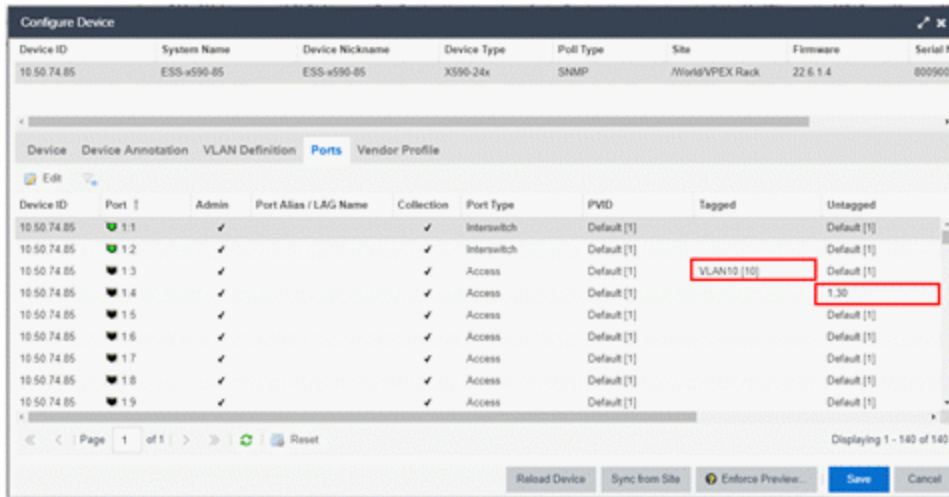 Configure Device
Device ID System Name Device Nickname Device Type Poll Type Site Firmware Serial
10.50.74.85 ESS-x590-85 ESS-x590-85 X590-24x SNMP /World/VPEX Rack 22.6.1.4 800900
Device Device Annotation VLAN Definition Ports Vendor Profile
Edit
Device ID Port Admin Port Alias / LAG Name Collection Port Type PVID Tagged Untagged
10.50.74.85 1:1 Interswitch Default [1] Default [1]
10.50.74.85 1:2 Interswitch Default [1] Default [1]
10.50.74.85 1:3 Access Default [1] VLAN10 [10] Default [1]
10.50.74.85 1:4 Access Default [1] 1,30
10.50.74.85 1:5 Access Default [1] Default [1]
10.50.74.85 1:6 Access Default [1] Default [1]
10.50.74.85 1:7 Access Default [1] Default [1]
10.50.74.85 1:8 Access Default [1] Default [1]
10.50.74.85 1:9 Access Default [1] Default [1]
Page 1 of 1 Reset Displaying 1 - 140 of 140
Reload Device Sync from Site Enforce Preview... Save Cancel